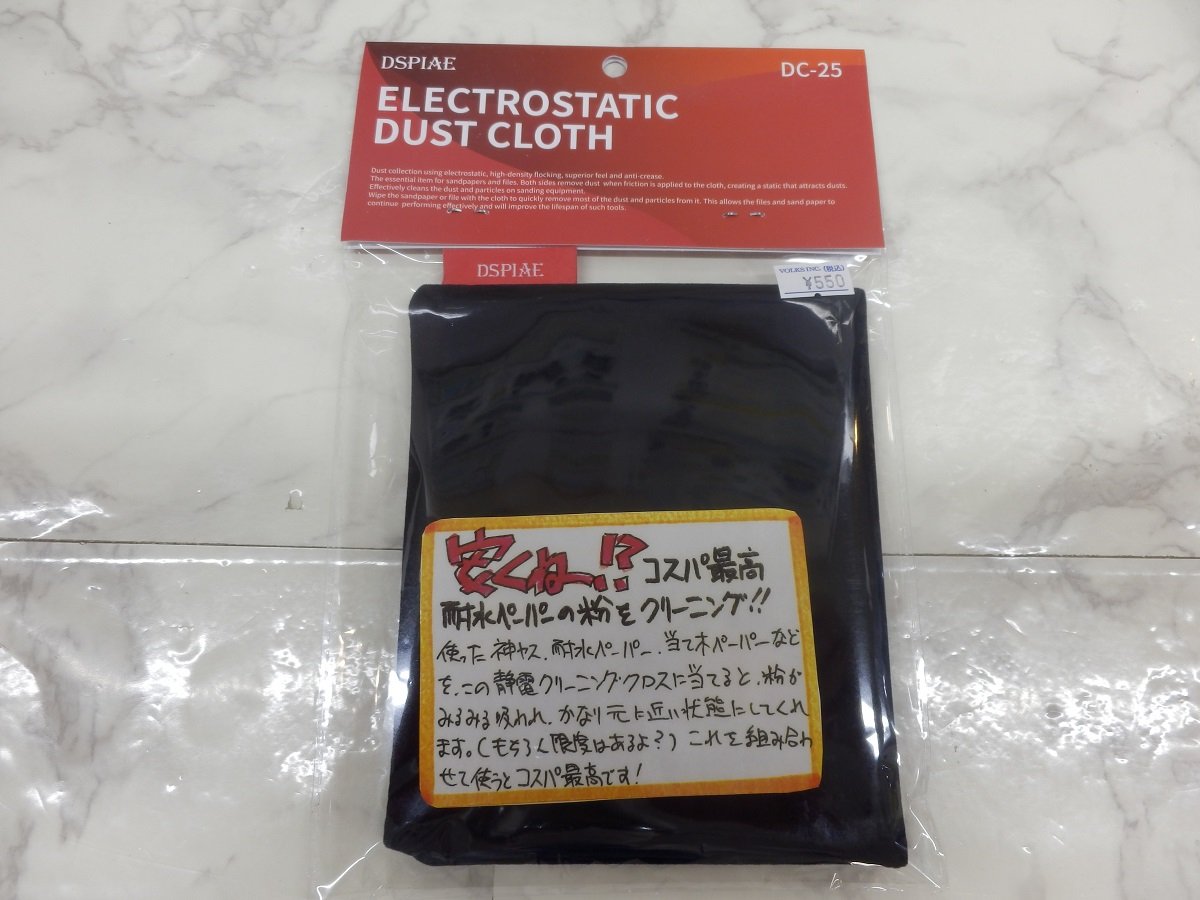 DSPIAE
DC-25
ELECTROSTATIC
DUST CLOTH
Dust collection using electrostatic, high-density flocking, superior feel and anti-crease.
The essential item for sandpapers and files. Both sides remove dust when friction is applied to the cloth, creating a static that attracts dusts.
Effectively cleans the dust and particles on sanding equipment.
Wipe the sandpaper or file with the cloth to quickly remove most of the dust and particles from it. This allows the files and sand paper to
continue performing effectively and will improve the lifespan of such tools.
DSPIAE
VOLKS INC. (税込)
¥550
安くねー!? コスパ最高
耐水ペーパーの粉をクリーニング!!
使った神ヤス、耐水ペーパー、当て木ペーパーなど
を、この静電クリーニングクロスに当てると、粉が
みるみる吸われ、かなり元に近い状態にしてくれ
ます。(もちろん限度はあるよ?) これを組み合わ
せて使うとコスパ最高です!